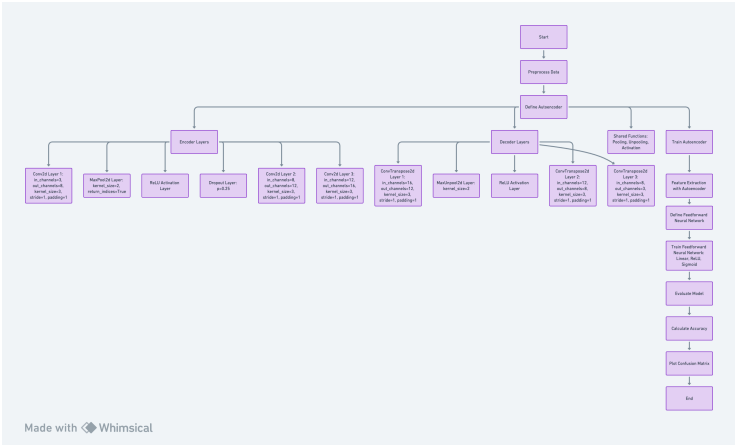 Start
Preprocess Data
Define Autoencoder
Encoder Layers
Decoder Layers
Shared Functions:
Pooling, Unpooling,
Activation
Train Autoencoder
Conv2d Layer 1:
in_channels=3,
out_channels=8,
kernel_size=3,
stride=1, padding=1
MaxPool2d Layer:
kernel_size=2,
return_indices=True
ReLU Activation
Layer
Dropout Layer:
p=0.25
Conv2d Layer 2:
in_channels=8,
out_channels=12,
kernel_size=3,
stride=1, padding=1
Conv2d Layer 3:
in_channels=12,
out_channels=16,
kernel_size=3,
stride=1, padding=1
ConvTranspose2d
Layer 1:
in_channels=16,
out_channels=12,
kernel_size=3,
stride=1, padding=1
MaxUnpool2d Layer:
kernel_size=2
ReLU Activation
Layer
ConvTranspose2d
Layer 2:
in_channels=12,
out_channels=8,
kernel_size=3,
stride=1, padding=1
ConvTranspose2d
Layer 3:
in_channels=8,
out_channels=3,
kernel_size=3,
stride=1, padding=1
Feature Extraction
with Autoencoder
Define Feedforward
Neural Network
Train Feedforward
Neural Network:
Linear, ReLU,
Sigmoid
Evaluate Model
Calculate Accuracy
Plot Confusion Matrix
End
Made with Whimsical